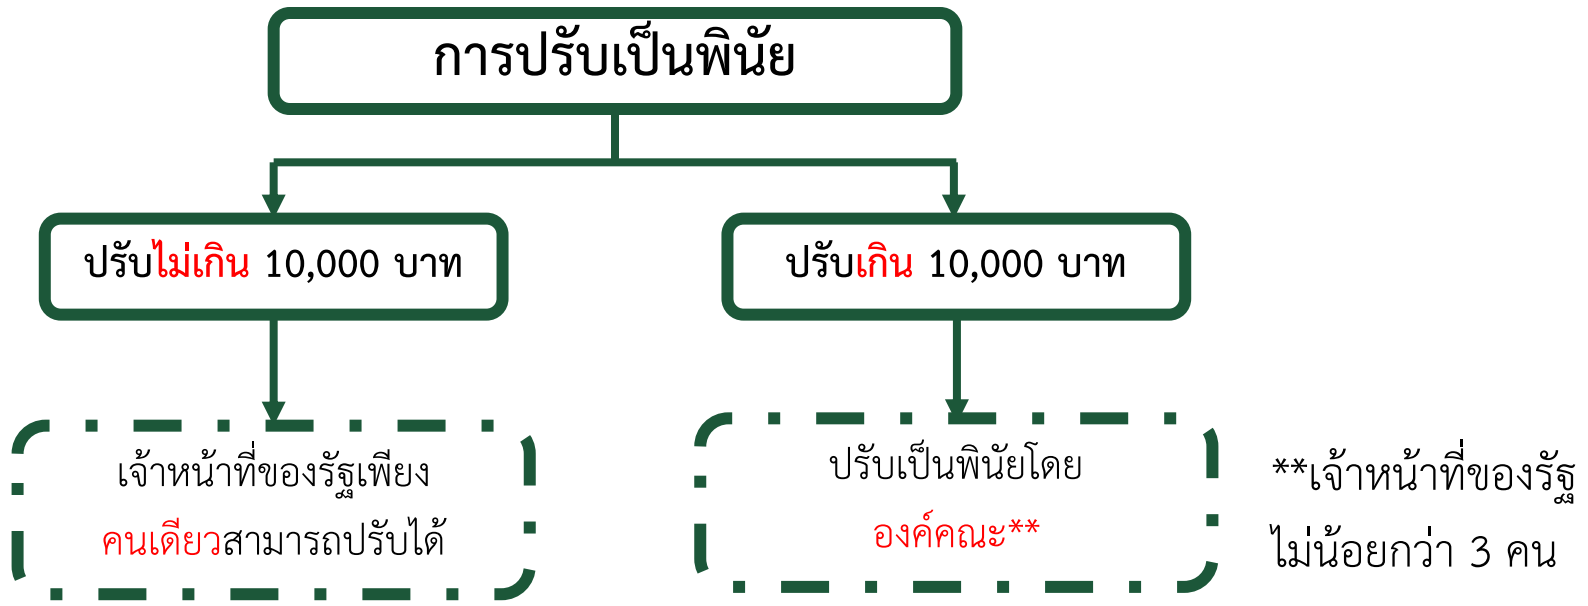 การปรับเป็นพินัย
ปรับไม่เกิน 10,000 บาท
ปรับเกิน 10,000 บาท
เจ้าหน้าที่ของรัฐเพียง
คนเดียวสามารถปรับได้
ปรับเป็นพินัยโดย
องค์คณะ**
**เจ้าหน้าที่ของรัฐ
ไม่น้อยกว่า 3 คน